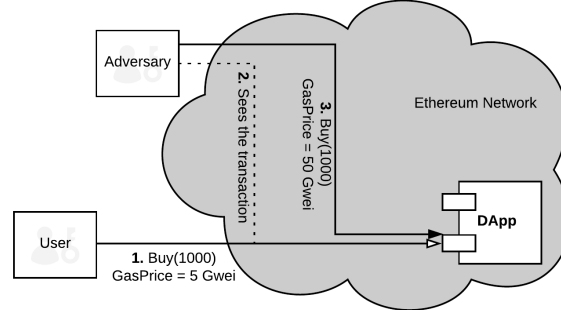 Adversary
2. Sees the transaction
3. Buy(1000)
GasPrice = 50 Gwei
Ethereum Network
DApp
User
1. Buy(1000)
GasPrice = 5 Gwei